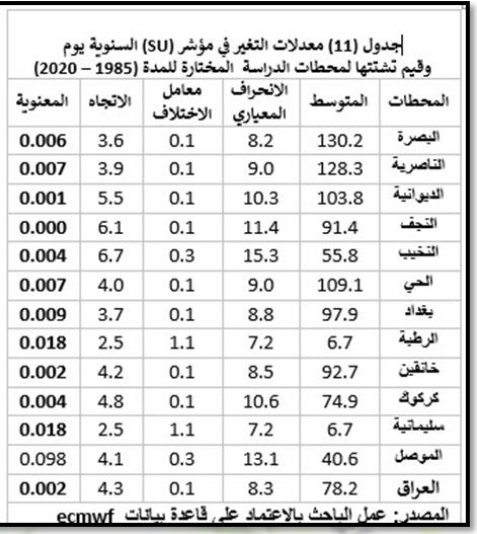 جدول (11) معدلات التغير في مؤشر (SU) السنوية يوم
وقيم تشتتها لمحطات الدراسة المختارة للمدة (1985 – 2020)
المحطات المتوسط الانحراف المعياري معامل الاختلاف الاتجاه المعنوية
البصرة 130.2 8.2 0.1 3.6 0.006
الناصرية 128.3 9.0 0.1 3.9 0.007
الديوانية 103.8 10.3 0.1 5.5 0.001
النجف 91.4 11.4 0.1 6.1 0.000
النخيب 55.8 15.3 0.3 6.7 0.004
الحي 109.1 9.0 0.1 4.0 0.007
بغداد 97.9 8.8 0.1 3.7 0.009
الرطبة 6.7 7.2 1.1 2.5 0.018
خانقين 92.7 8.5 0.1 4.2 0.002
كركوك 74.9 10.6 0.1 4.8 0.004
سليمانية 6.7 7.2 1.1 2.5 0.018
الموصل 40.6 13.1 0.3 4.1 0.098
العراق 78.2 8.3 0.1 4.3 0.002
المصدر: عمل الباحث بالاعتماد على قاعدة بيانات ecmwf